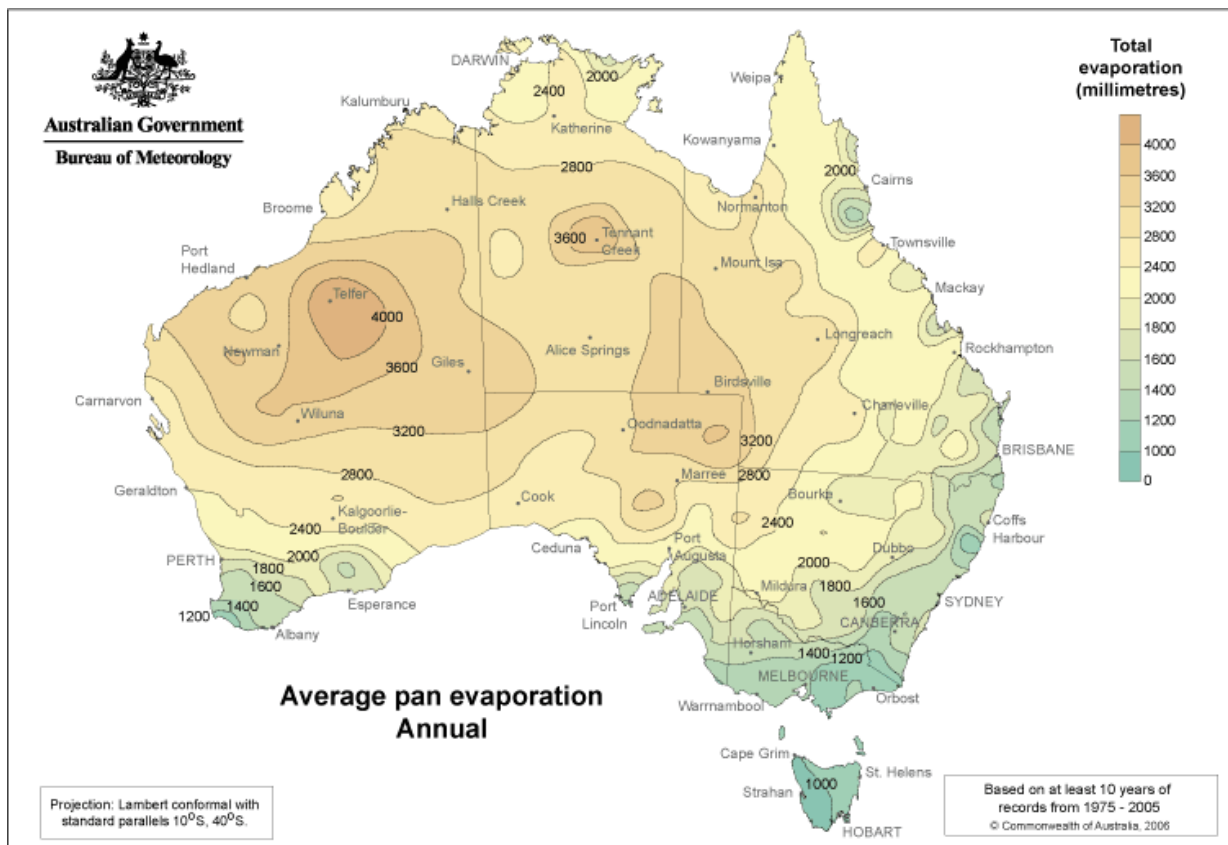 Australian Government
Bureau of Meteorology
Total
evaporation
(millimetres)
4000
3600
3200
2800
2400
2000
1800
1600
1400
1200
1000
0
DARWIN
2000
2400
Weipa
Kalumburu
Katherine
Kowanyama
2800
2000
Cairns
Broome
Halls Creek
Normanton
3600
Tennant
Creek
Townsville
Port
Hedland
Mount Isa
Telfer
Mackay
4000
Newman
Alice Springs
Longreach
Rockhampton
3600
Giles
Birdsville
Carnarvon
Wiluna
Charleville
3200
Oodnadatta
3200
BRISBANE
2800
Marree
2800
Geraldton
Cook
Bourke
Kalgoorlie-
Boulder
2400
2400
Coffs
Harbour
Ceduna
Port
Augusta
PERTH
2000
1800
2000
Dubbo
1600
Mildura
1800
1400
1200
Esperance
ADELAIDE
1600
SYDNEY
Port
Lincoln
CANBERRA
Albany
Horsham
1400
1200
MELBOURNE
Orbost
Warrnambool
Average pan evaporation
Annual
Cape Grim
St. Helens
1000
Strahan
HOBART
Projection: Lambert conformal with
standard parallels 10°S, 40°S.
Based on at least 10 years of
records from 1975 - 2005
© Commonwealth of Australia, 2006